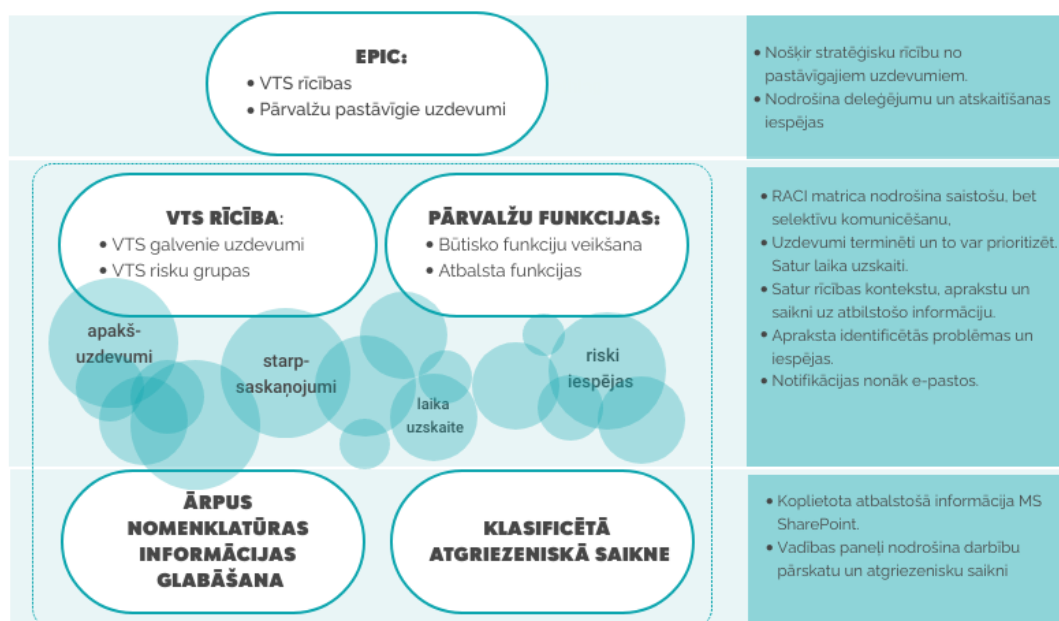 EPIC:
• VTS rīcības
• Pārvalžu pastāvīgie uzdevumi
• Nošķir stratēģisku rīcību no
pastāvīgajiem uzdevumiem.
• Nodrošina deleģējumu un atskaitīšanas
iespējas
VTS RĪCĪBA:
• VTS galvenie uzdevumi
• VTS risku grupas
PĀRVALŽU FUNKCIJAS:
• Būtisko funkciju veikšana
• Atbalsta funkcijas
apakš-
uzdevumi
starp-
saskaņojumi
laika
uzskaite
riski
iespējas
• RACI matrica nodrošina saistošu, bet
selektīvu komunicēšanu,
• Uzdevumi terminēti un to var prioritizēt.
Satur laika uzskaiti.
• Satur rīcības kontekstu, aprakstu un
saikni uz atbilstošo informāciju.
• Apraksta identificētās problēmas un
iespējas.
• Notifikācijas nonāk e-pastos.
ĀRPUS
NOMENKLATŪRAS
INFORMĀCIJAS
GLABĀŠANA
KLASIFICĒTĀ
ATGRIEZENISKĀ SAIKNE
• Koplietota atbalstošā informācija MS
SharePoint.
• Vadības paneļi nodrošina darbību
pārskatu un atgriezenisku saikni